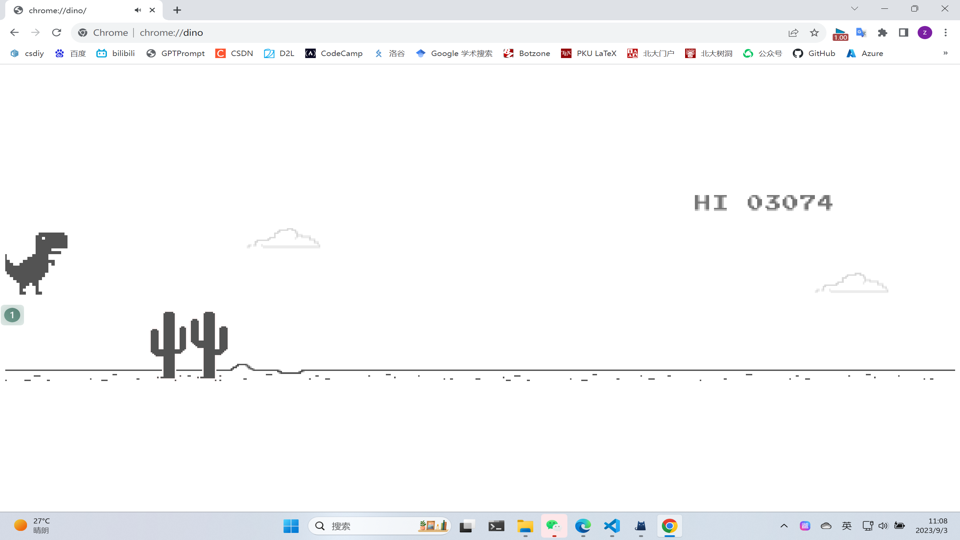 chrome://dino/
Chrome | chrome://dino
1.00
z
csdiy 百度 bilibili GPTPrompt CSDN D2L CodeCamp 洛谷 Google 学术搜索 Botzone PKU LaTeX 北大门户 北大树洞 公众号 GitHub Azure »
HI 03074
1
27°C
晴朗
搜索
英
11:08
2023/9/3